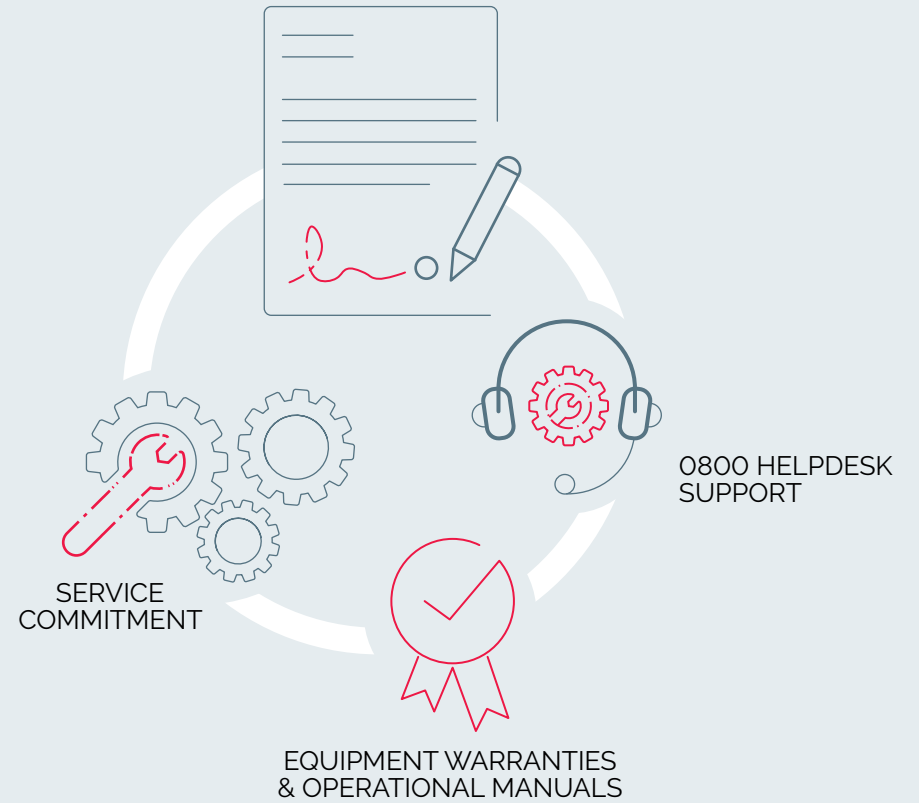 0800 HELPDESK
SUPPORT
SERVICE
COMMITMENT
EQUIPMENT WARRANTIES
& OPERATIONAL MANUALS